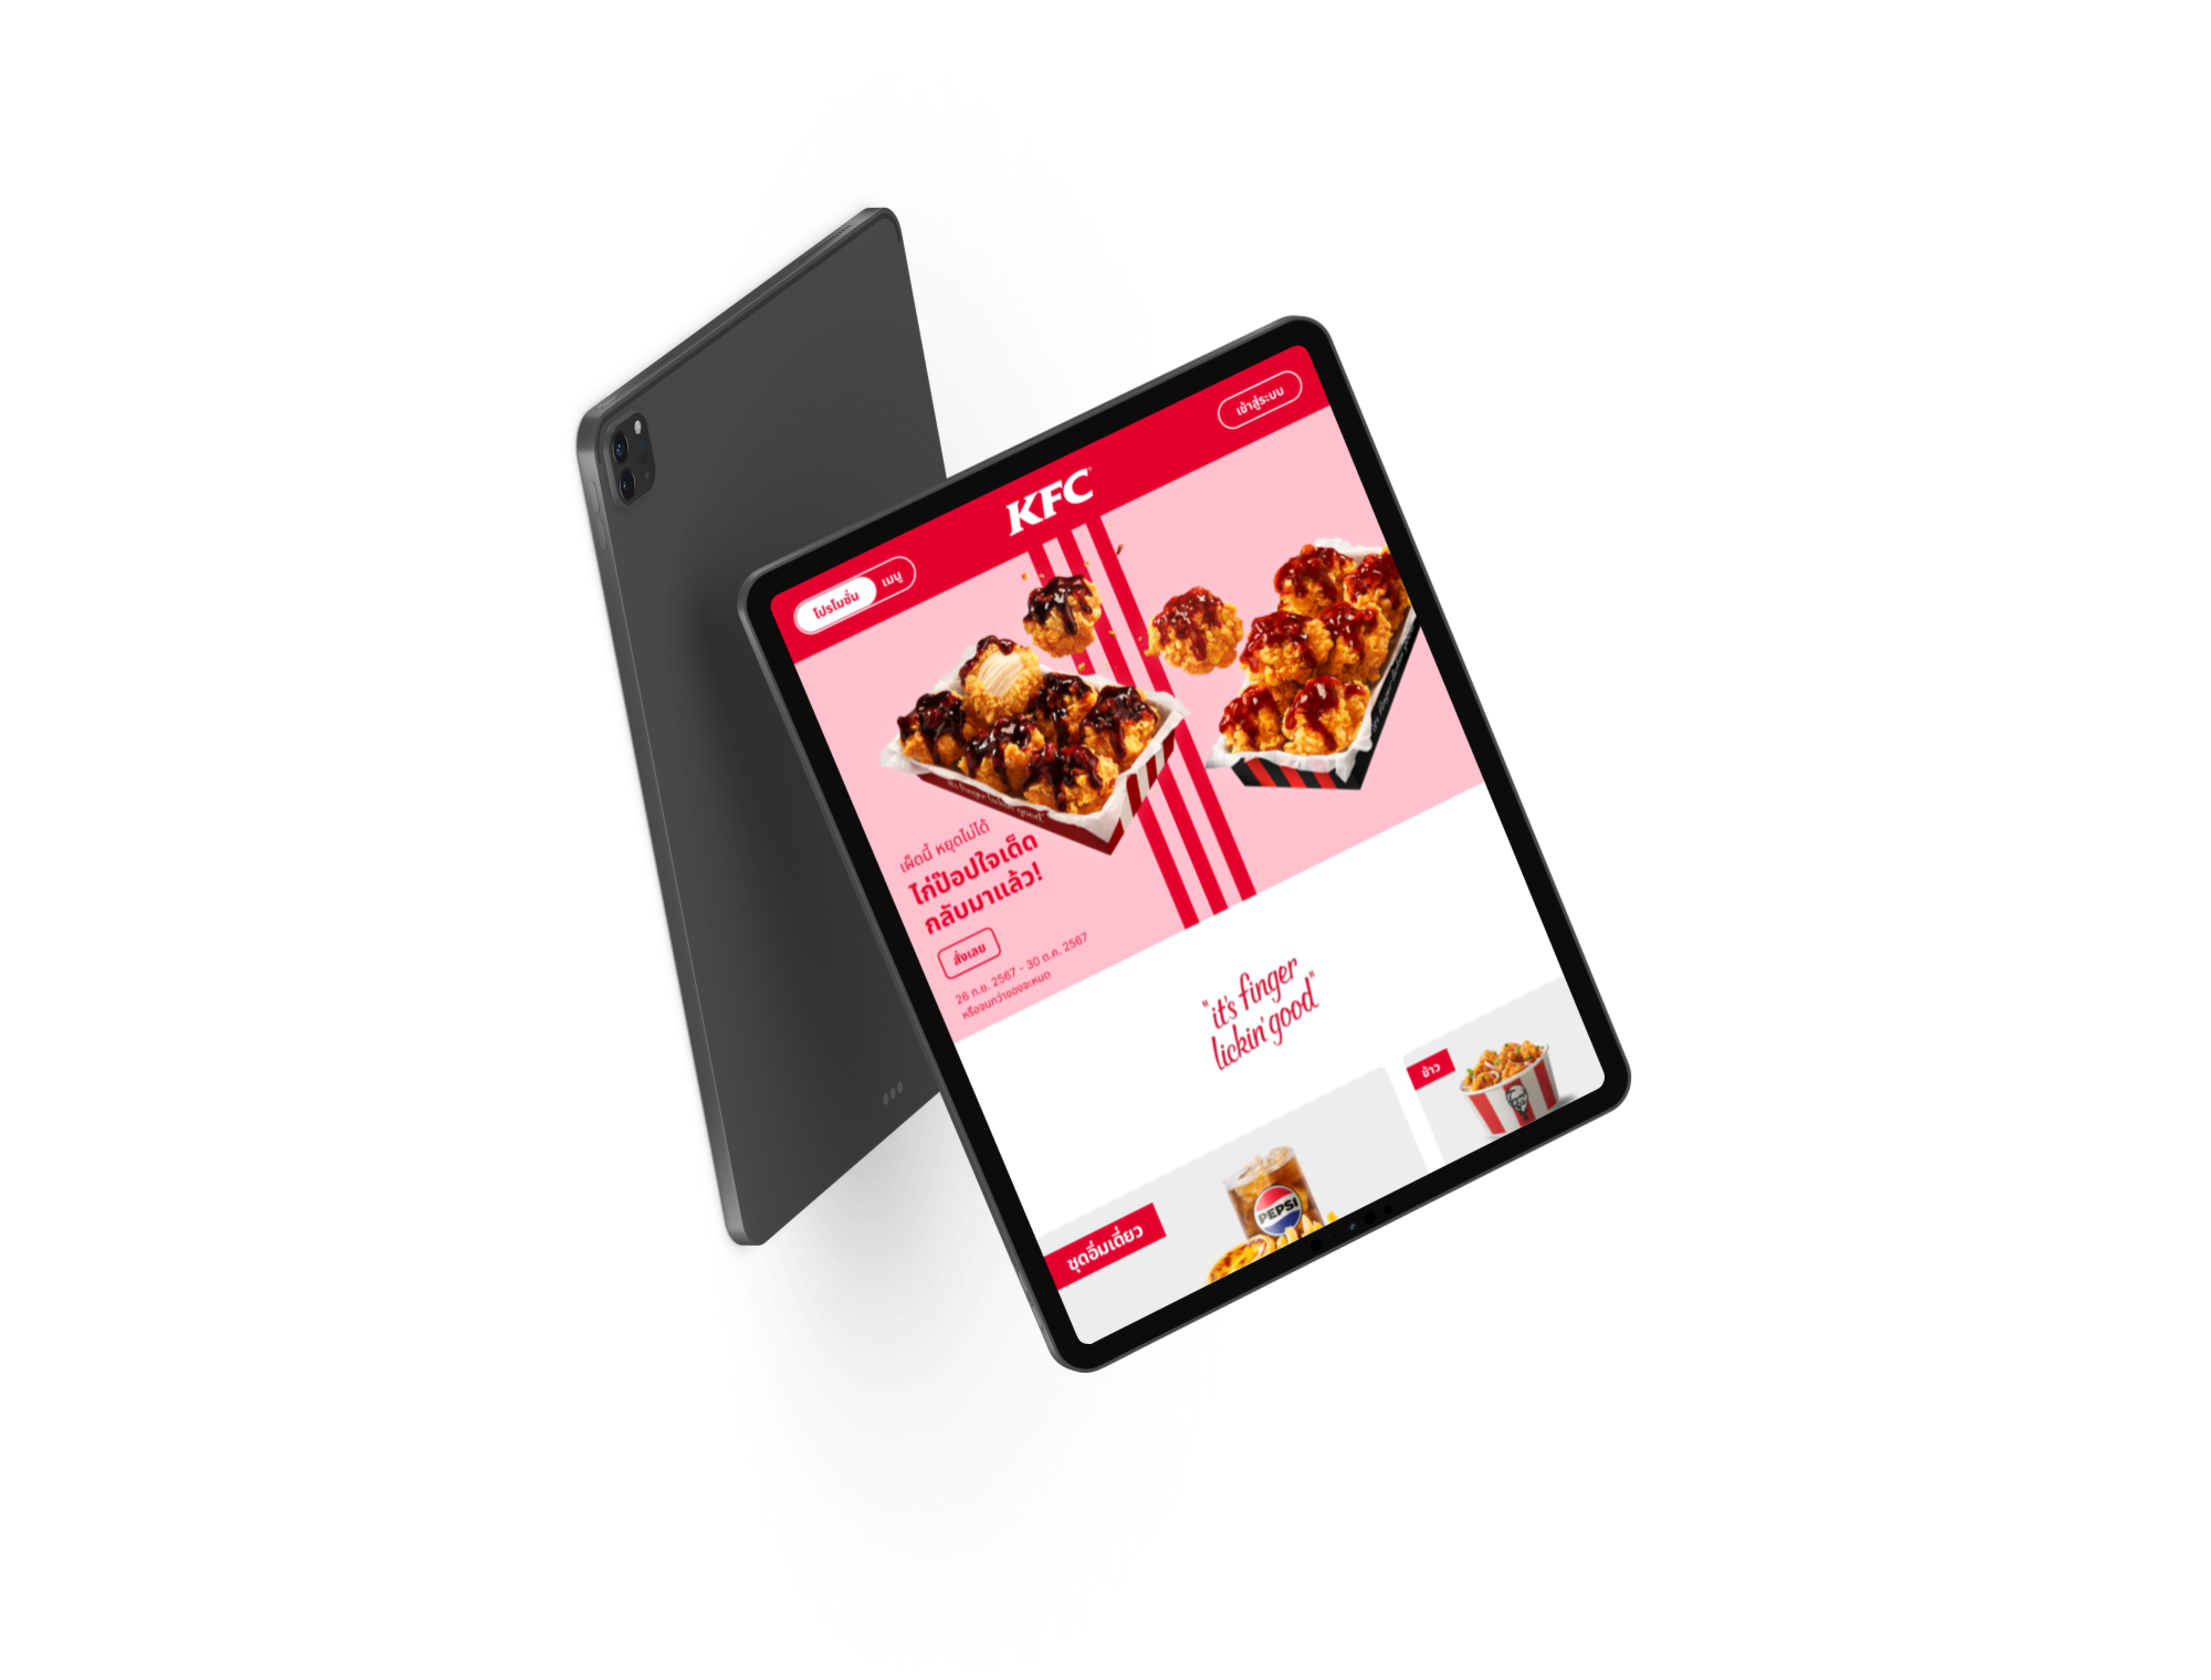 เข้าสู่ระบบ
KFC
โปรโมชั่น
เมนู
it's finger lickin' good
เผ็ดนี้ หยุดไม่ได้
ไก่ป๊อปใจเด็ด
กลับมาแล้ว!
สั่งเลย
26 ก.ย. 2567 - 30 ต.ค. 2567
หรือจนกว่าของจะหมด
"it's finger
lickin' good"
ข้าว
PEPSI
ชุดอิ่มเดี่ยว